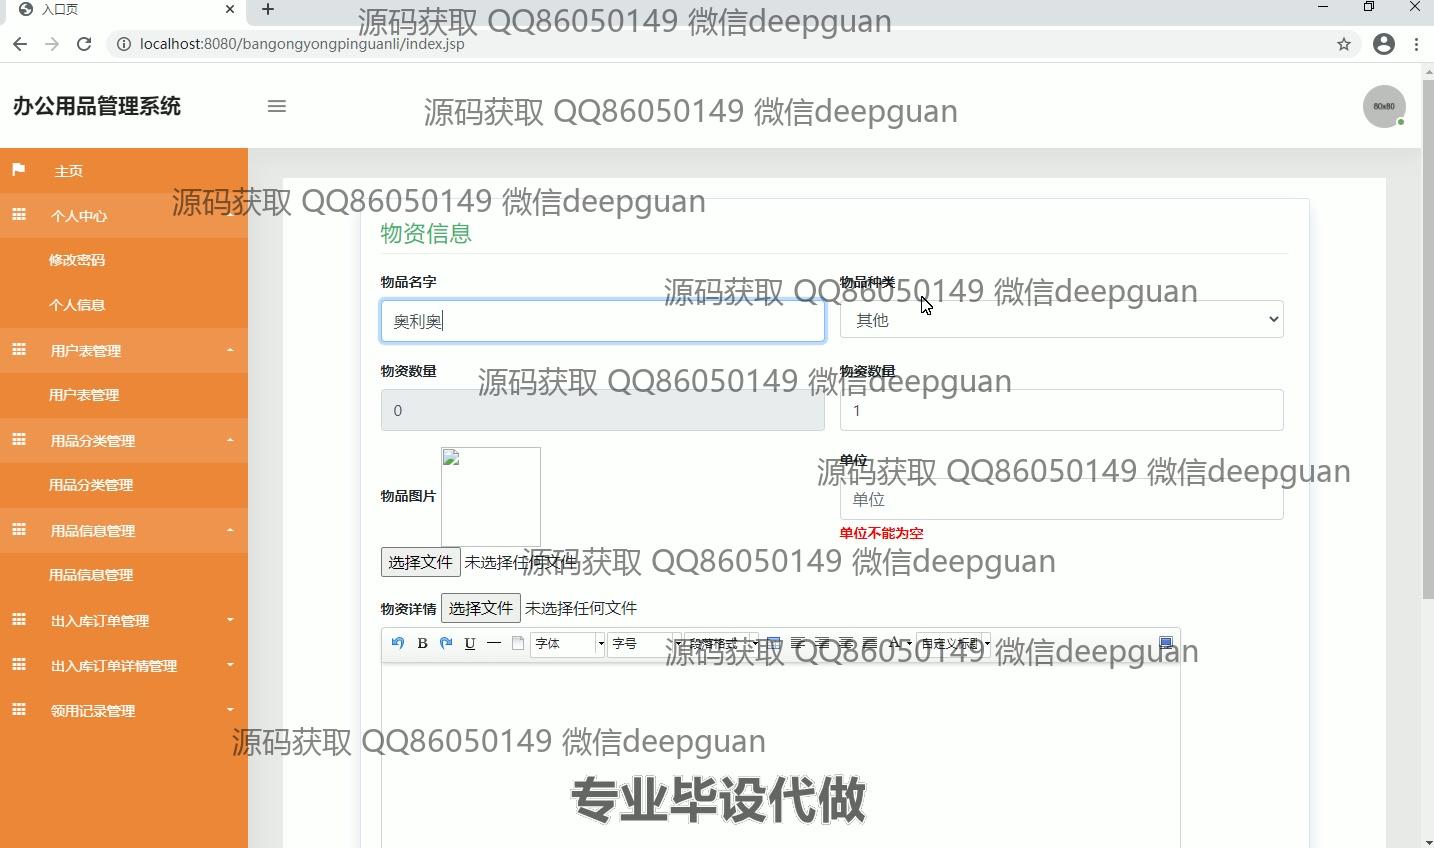 入口页
源码获取 QQ86050149 微信deepguan
localhost:8080/bangongyongpinguanli/index.jsp
办公用品管理系统
源码获取 QQ86050149 微信deepguan
80x80
主页
个人中心
源码获取 QQ86050149 微信deepguan
修改密码
个人信息
用户表管理
用户表管理
用品分类管理
用品分类管理
用品信息管理
用品信息管理
出入库订单管理
出入库订单详情管理
领用记录管理
物资信息
物品名字
物品种类
源码获取 QQ86050149 微信deepguan
奥利奥
其他
物资数量
物资数量
源码获取 QQ86050149 微信deepguan
0
1
物品图片
单位
源码获取 QQ86050149 微信deepguan
单位
单位不能为空
选择文件 未选择任何文件
源码获取 QQ86050149 微信deepguan
物资详情 选择文件 未选择任何文件
B U 字体 字号 段落格式 A 自定义标题
源码获取 QQ86050149 微信deepguan
源码获取 QQ86050149 微信deepguan
专业毕设代做